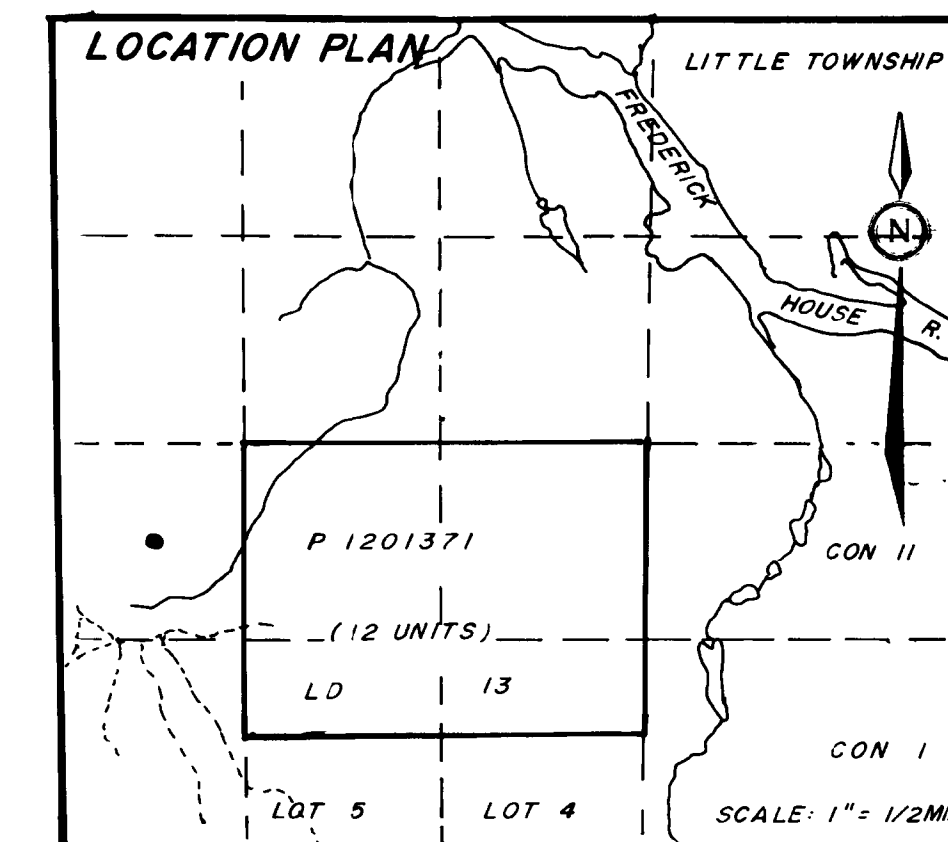 LOCATION PLAN
LITTLE TOWNSHIP
FREDERICK
N
HOUSE R.
P 1201371
CON II
(12 UNITS)
LD 13
CON I
LOT 5 LOT 4
SCALE: 1" = 1/2